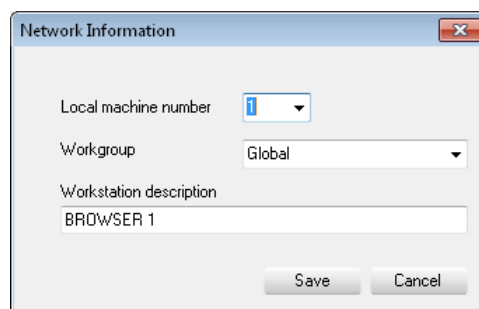 Network Information
Local machine number 1
Workgroup Global
Workstation description
BROWSER 1
Save Cancel